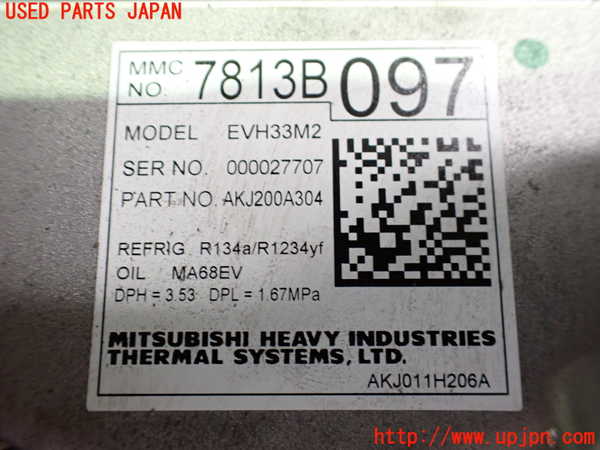 USED PARTS JAPAN
MMC NO. 7813B097
MODEL EVH33M2
SER NO. 000027707
PART NO. AKJ200A304
REFRIG R134a/R1234yf
OIL MA68EV
DPH = 3.53 DPL = 1.67MPa
MITSUBISHI HEAVY INDUSTRIES
THERMAL SYSTEMS, LTD.
AKJ011H206A
http://www.upjpn.com/